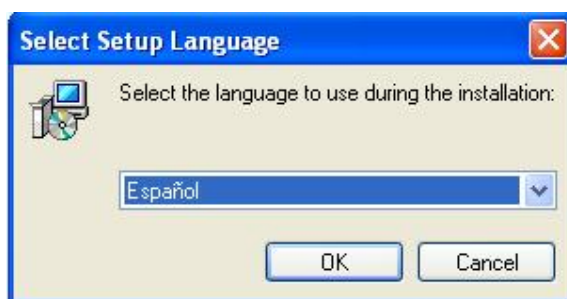 Select Setup Language
Select the language to use during the installation:
Español
OK
Cancel